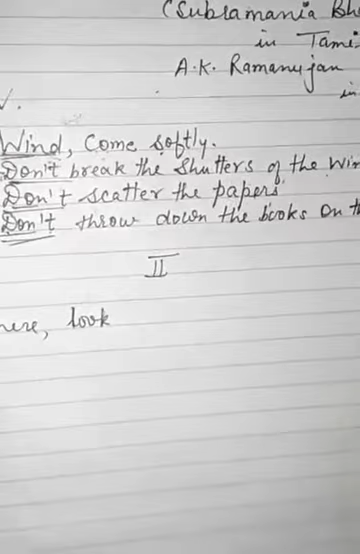 (Subramania Bh
in Tami
A.K. Ramanujan
in
Wind, Come softly.
Don't break the shutters of the win
Don't scatter the papers
Don't throw down the books on th
II
here, look